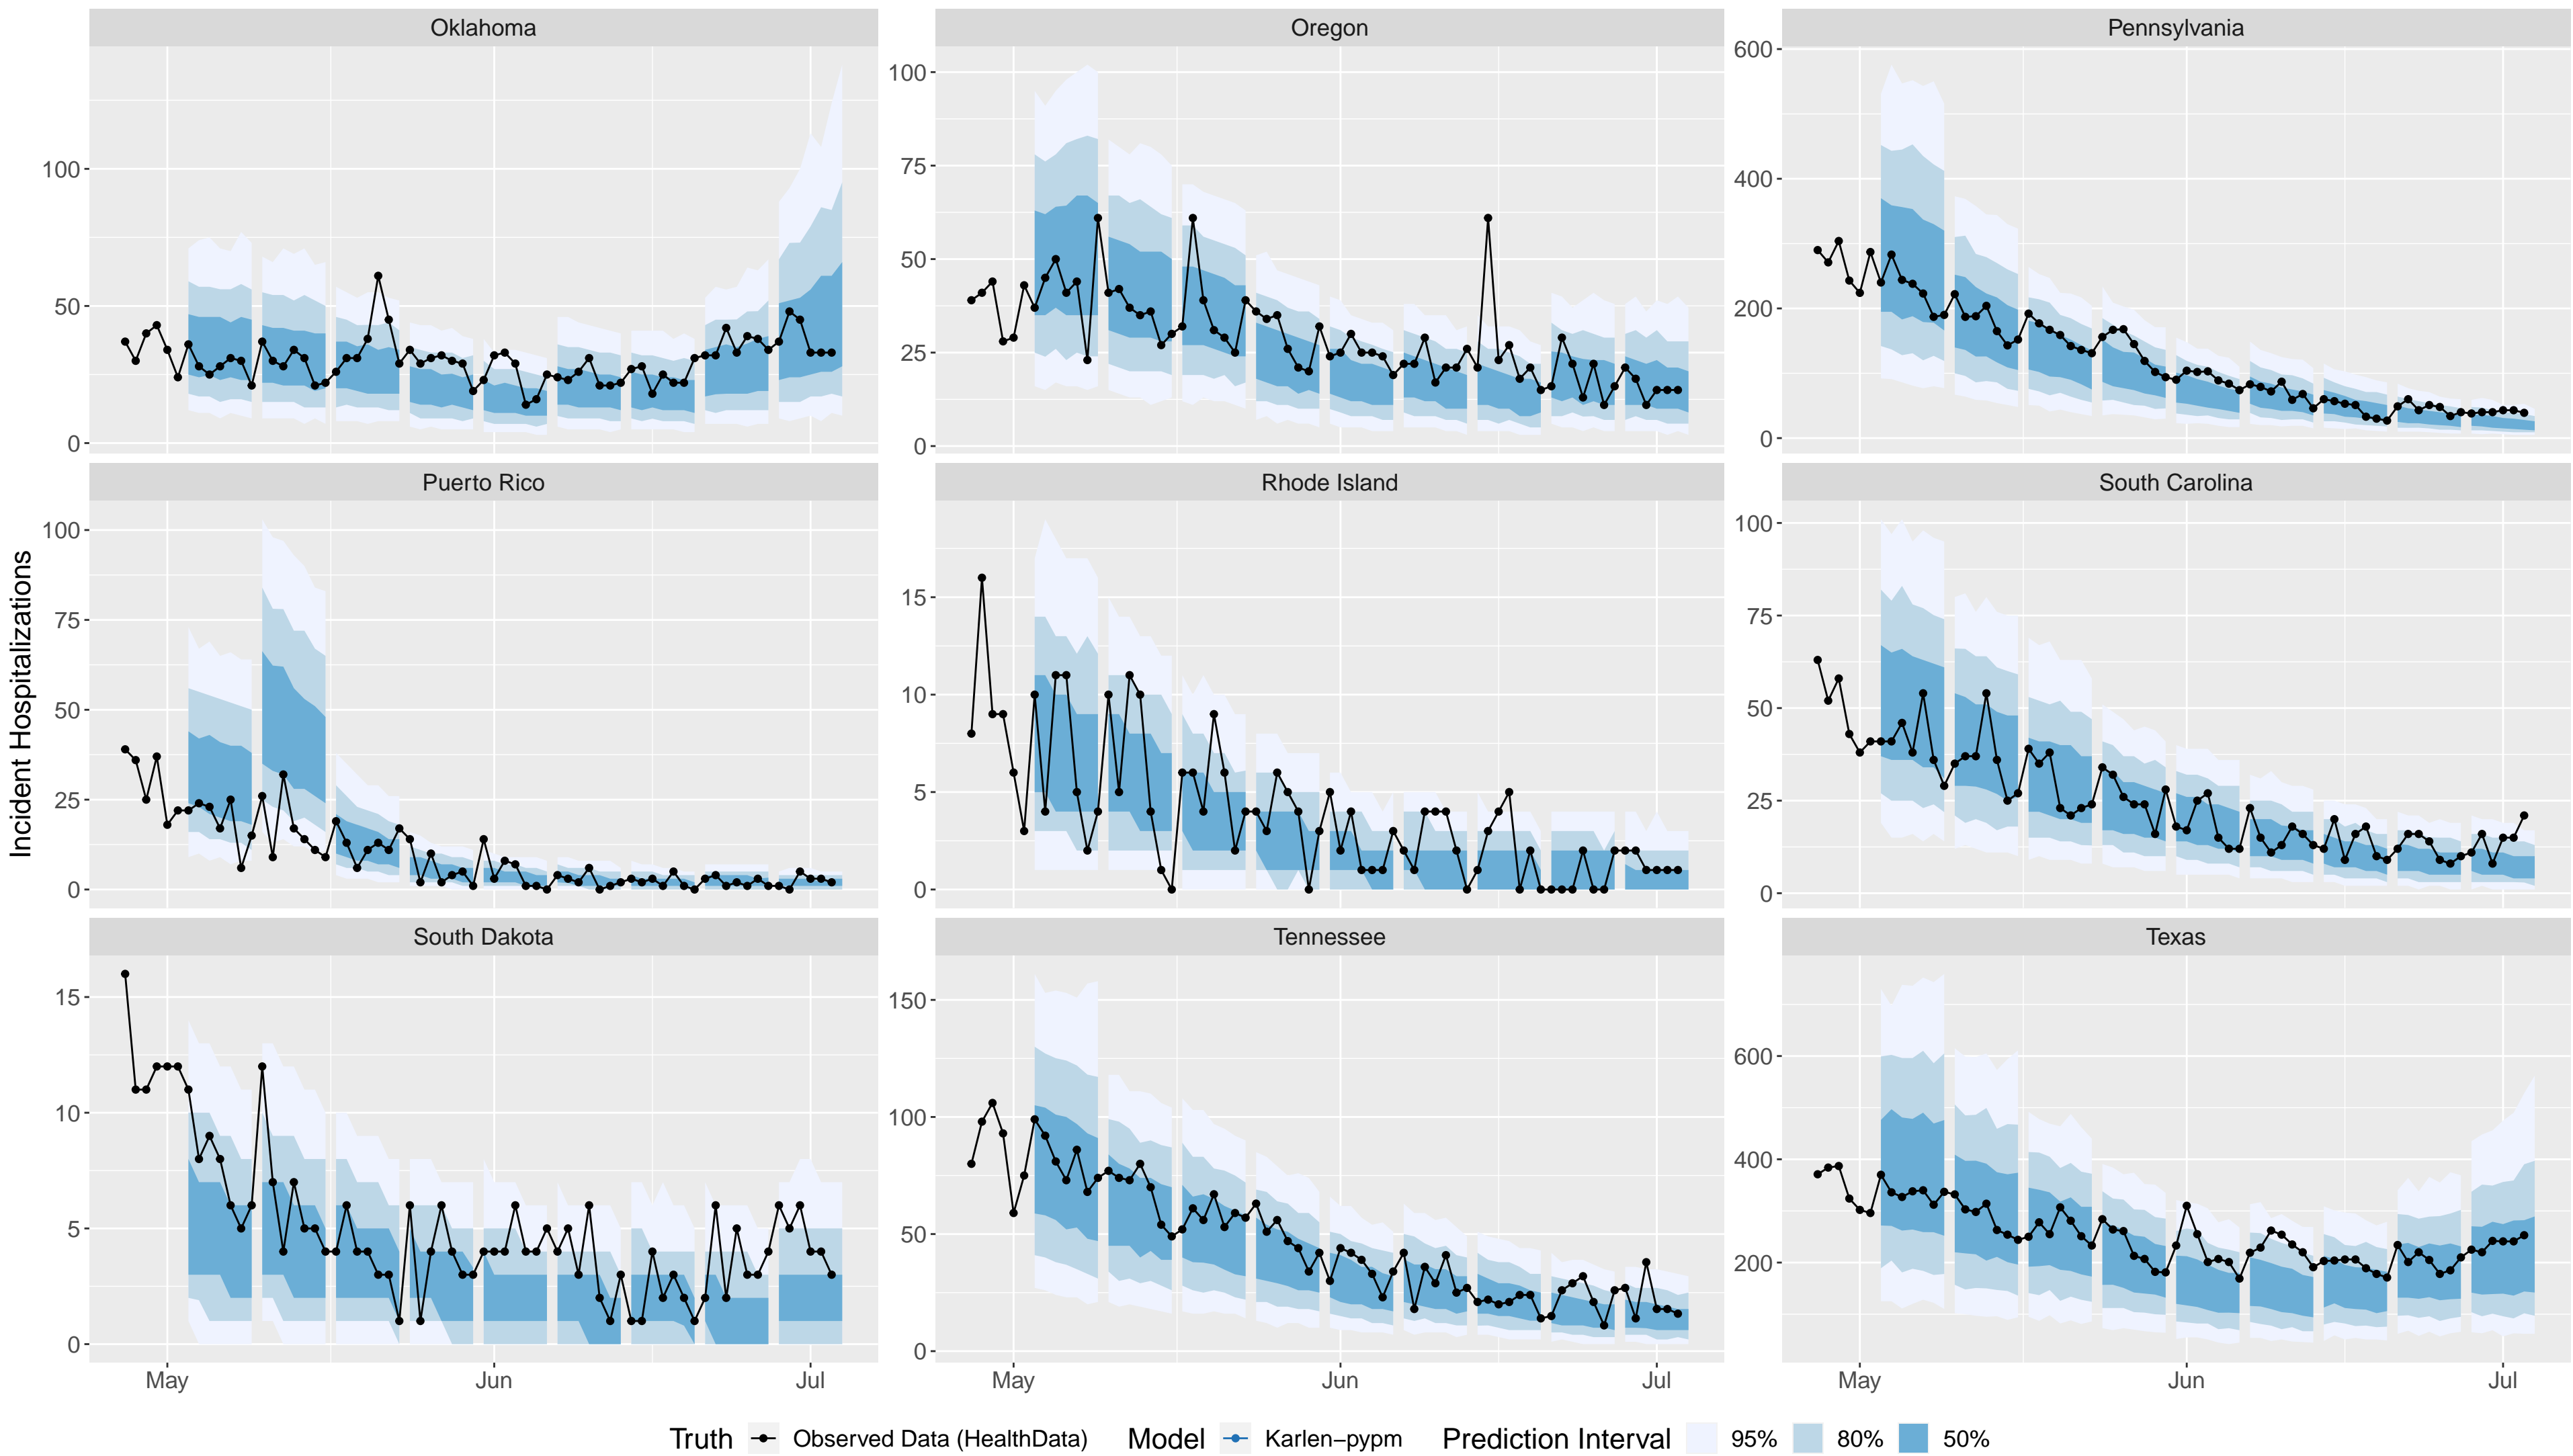 Oklahoma
Oregon
Pennsylvania
100
50
0
100
75
50
25
0
600
400
200
0
Puerto Rico
Rhode Island
South Carolina
Incident Hospitalizations
100
75
50
25
0
15
10
5
0
100
75
50
25
0
South Dakota
Tennessee
Texas
15
10
5
0
150
100
50
0
600
400
200
May Jun Jul
May Jun Jul
May Jun Jul
Truth Observed Data (HealthData) Model Karlen−pypm Prediction Interval 95% 80% 50%